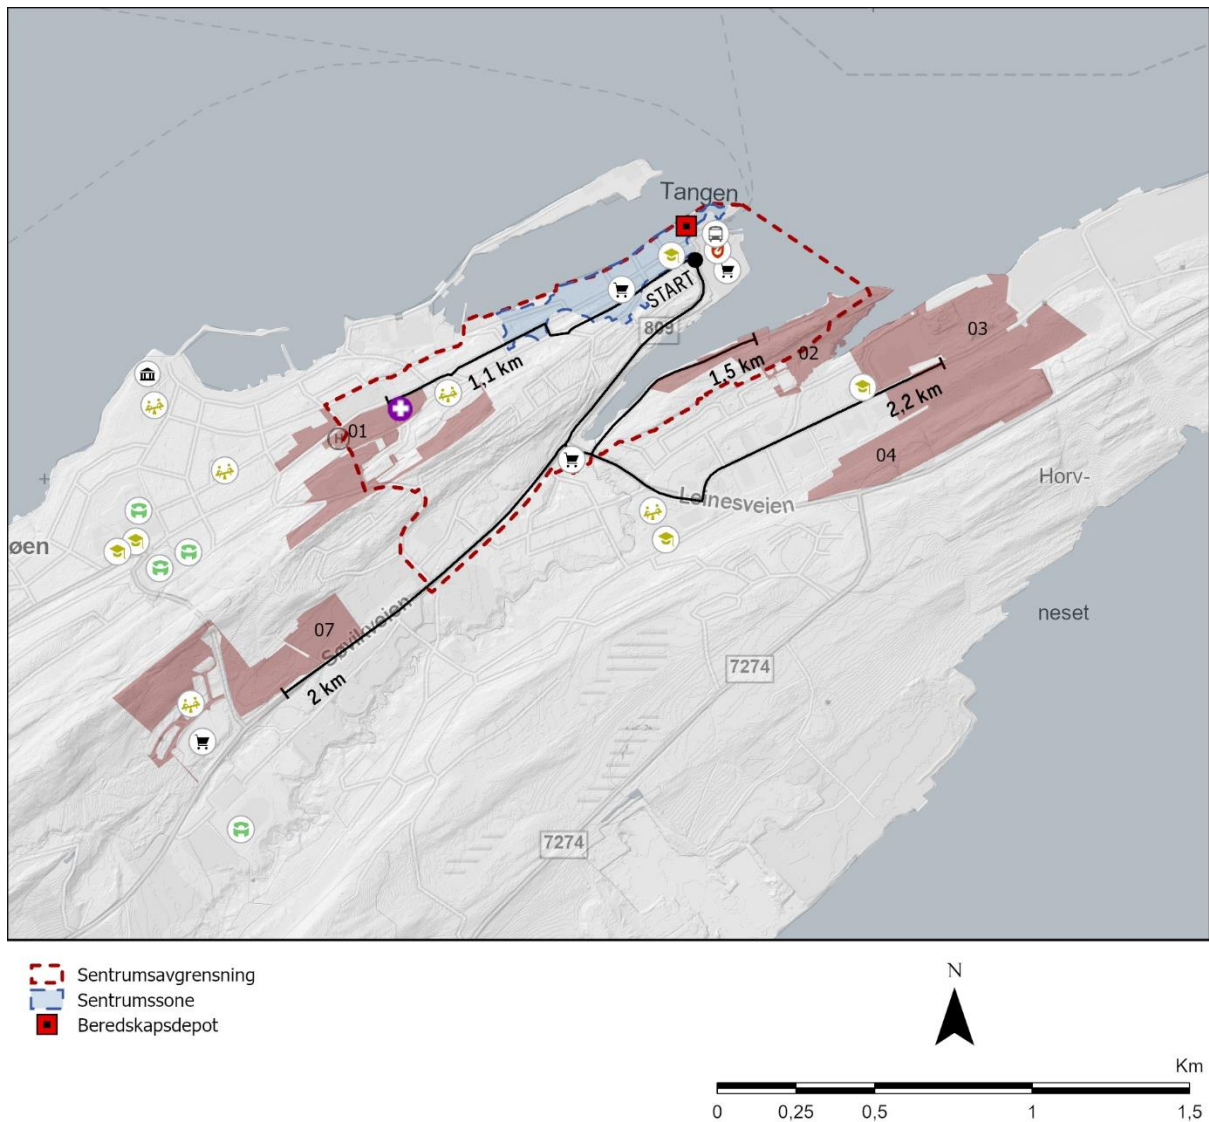 Tangen
START
809
03
02
1,5 km
1,1 km
2,2 km
01
H
04
Horv-
Leinesveien
øen
neset
07
Søvikveien
7274
2 km
7274
Sentrumsavgrensning
Sentrumssone
Beredskapsdepot
N
Km
0 0,25 0,5 1 1,5